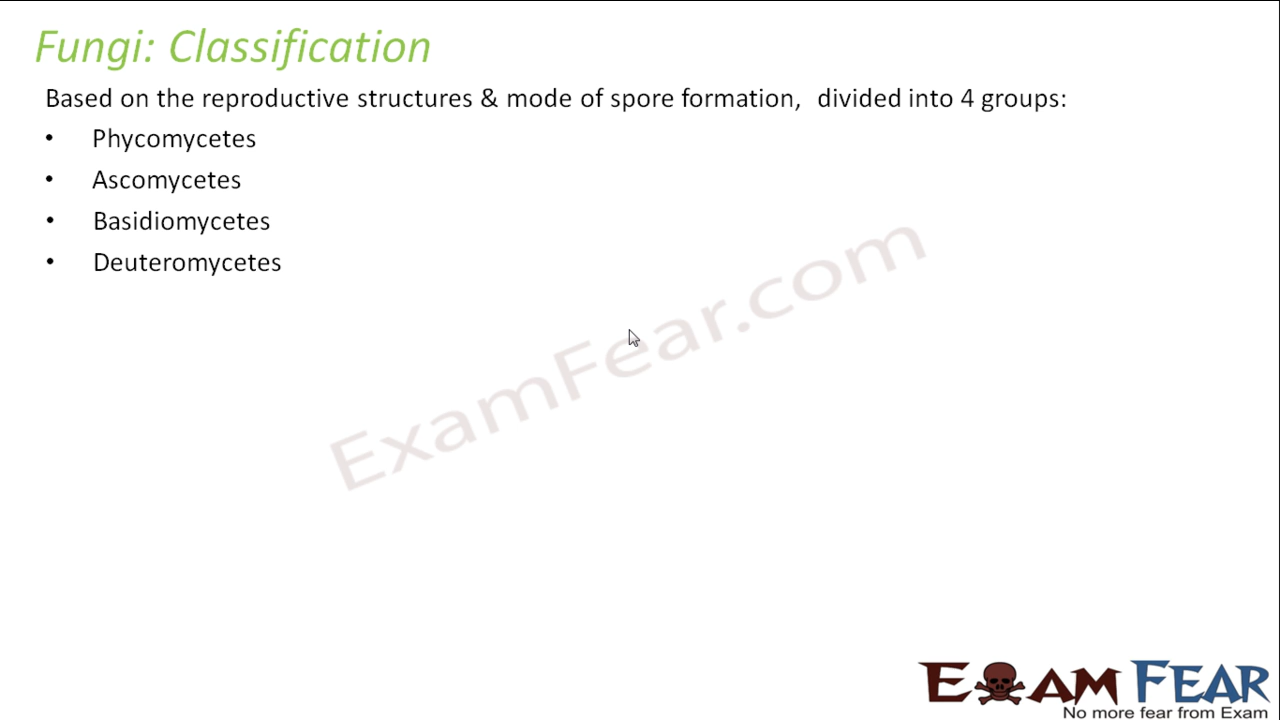 Fungi: Classification
Based on the reproductive structures & mode of spore formation, divided into 4 groups:
• Phycomycetes
• Ascomycetes
• Basidiomycetes
• Deuteromycetes
ExamFear.com
EXAM FEAR
No more fear from Exam